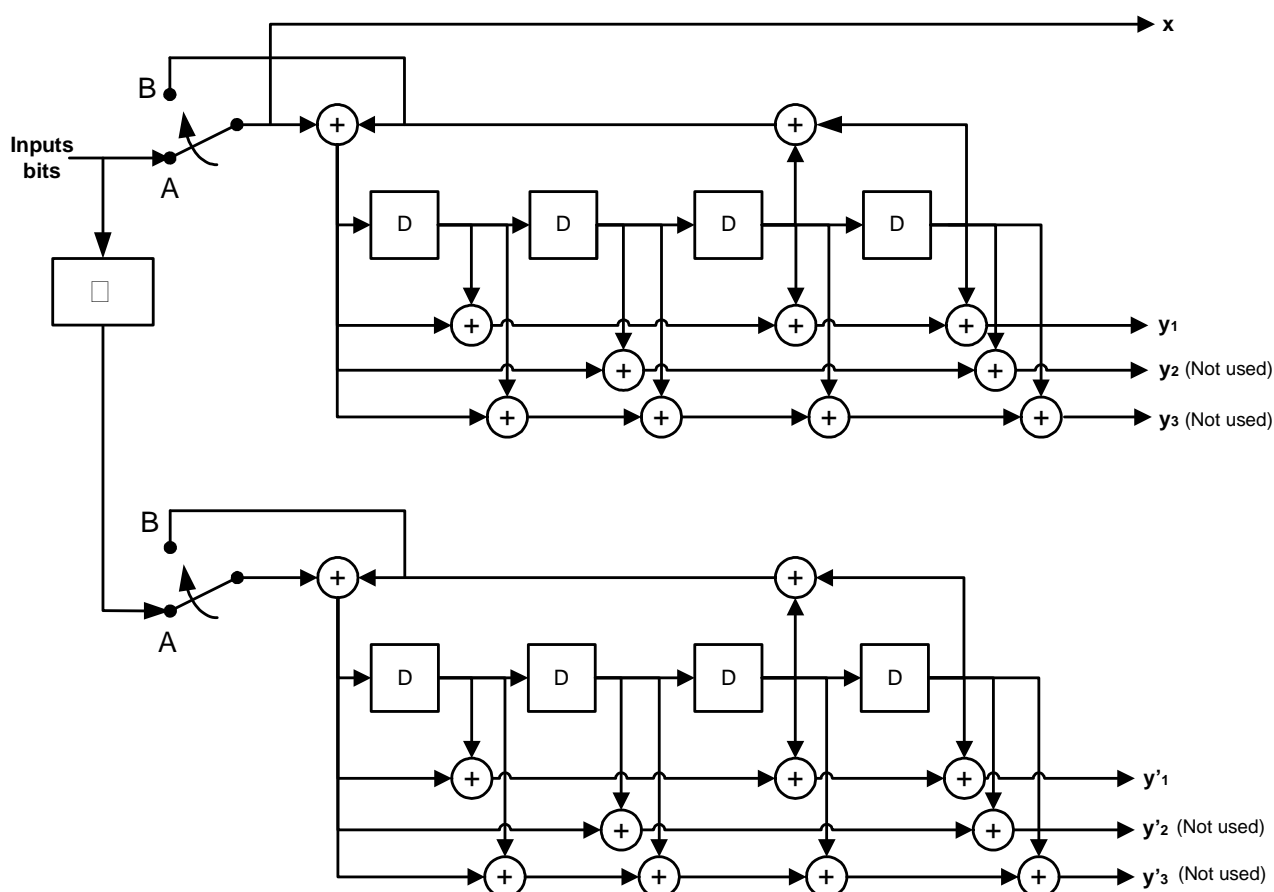 x
B
Inputs
bits
A
+
+
D
D
D
D
+
+
+
y1
+
+
y2 (Not used)
+
+
+
+
y3 (Not used)
B
+
+
A
D
D
D
D
+
+
+
y'1
+
+
y'2 (Not used)
+
+
+
+
y'3 (Not used)